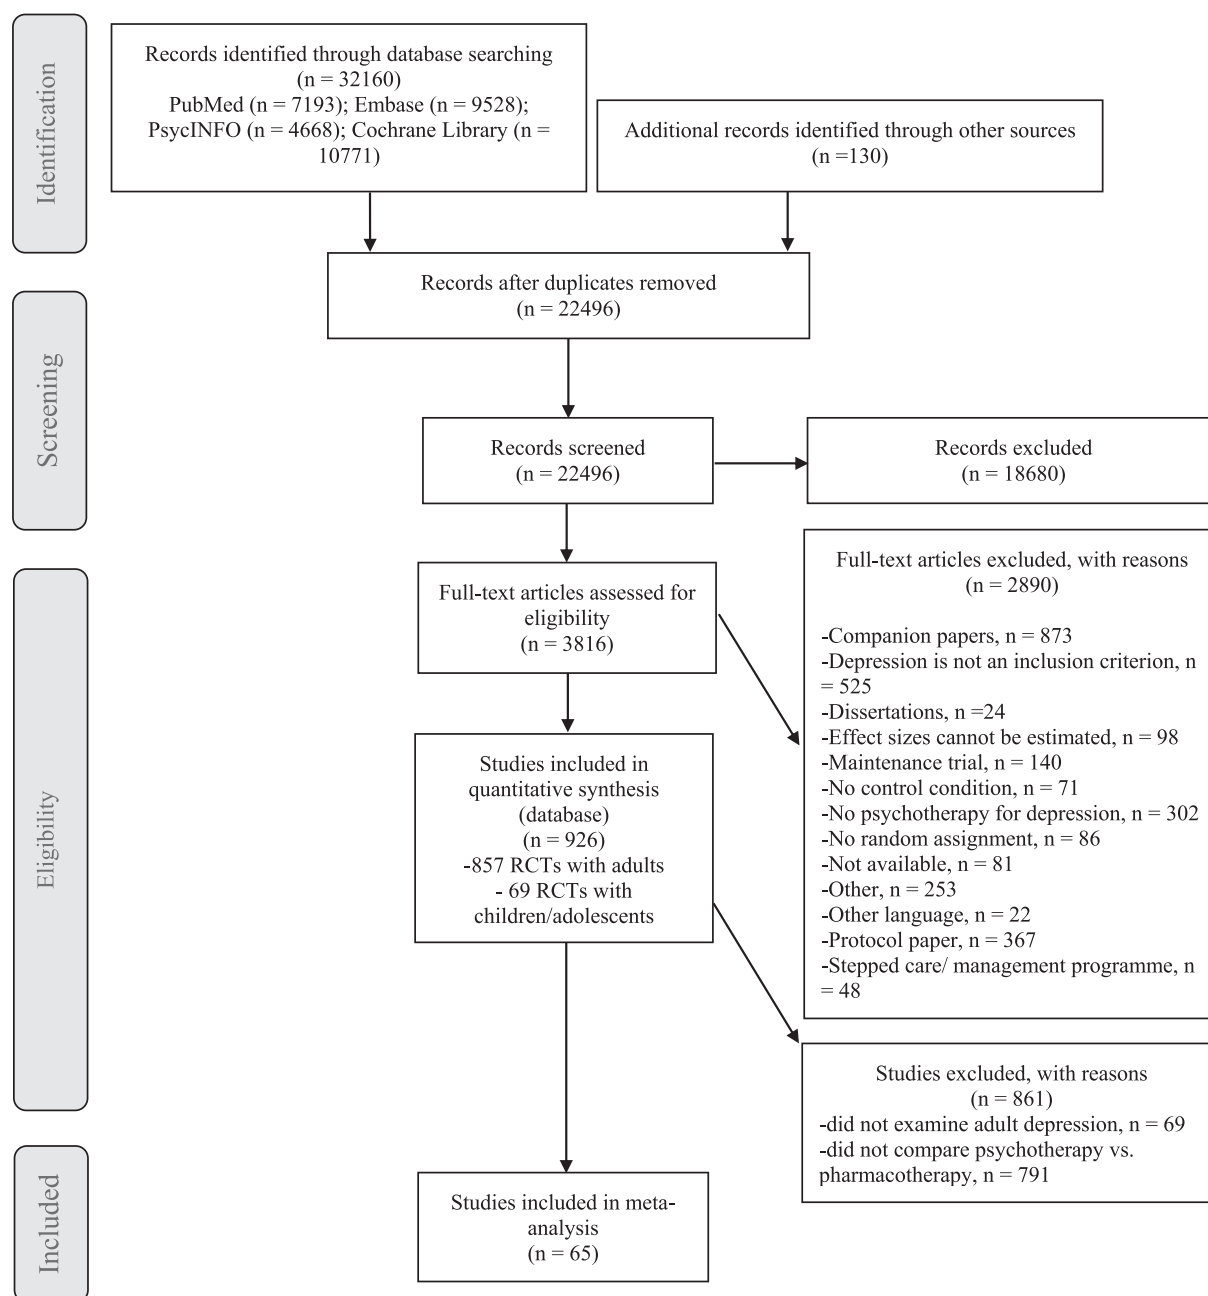 Identification
Records identified through database searching
(n = 32160)
PubMed (n = 7193); Embase (n = 9528);
PsycINFO (n = 4668); Cochrane Library (n =
10771)
Additional records identified through other sources
(n =130)
Records after duplicates removed
(n = 22496)
Screening
Records screened
(n = 22496)
Records excluded
(n = 18680)
Eligibility
Full-text articles assessed for
eligibility
(n = 3816)
Full-text articles excluded, with reasons
(n = 2890)
-Companion papers, n = 873
-Depression is not an inclusion criterion, n
= 525
-Dissertations, n =24
-Effect sizes cannot be estimated, n = 98
-Maintenance trial, n = 140
-No control condition, n = 71
-No psychotherapy for depression, n = 302
-No random assignment, n = 86
-Not available, n = 81
-Other, n = 253
-Other language, n = 22
-Protocol paper, n = 367
-Stepped care/ management programme, n
= 48
Studies included in
quantitative synthesis
(database)
(n = 926)
-857 RCTs with adults
- 69 RCTs with
children/adolescents
Studies excluded, with reasons
(n = 861)
-did not examine adult depression, n = 69
-did not compare psychotherapy vs.
pharmacotherapy, n = 791
Included
Studies included in meta-
analysis
(n = 65)